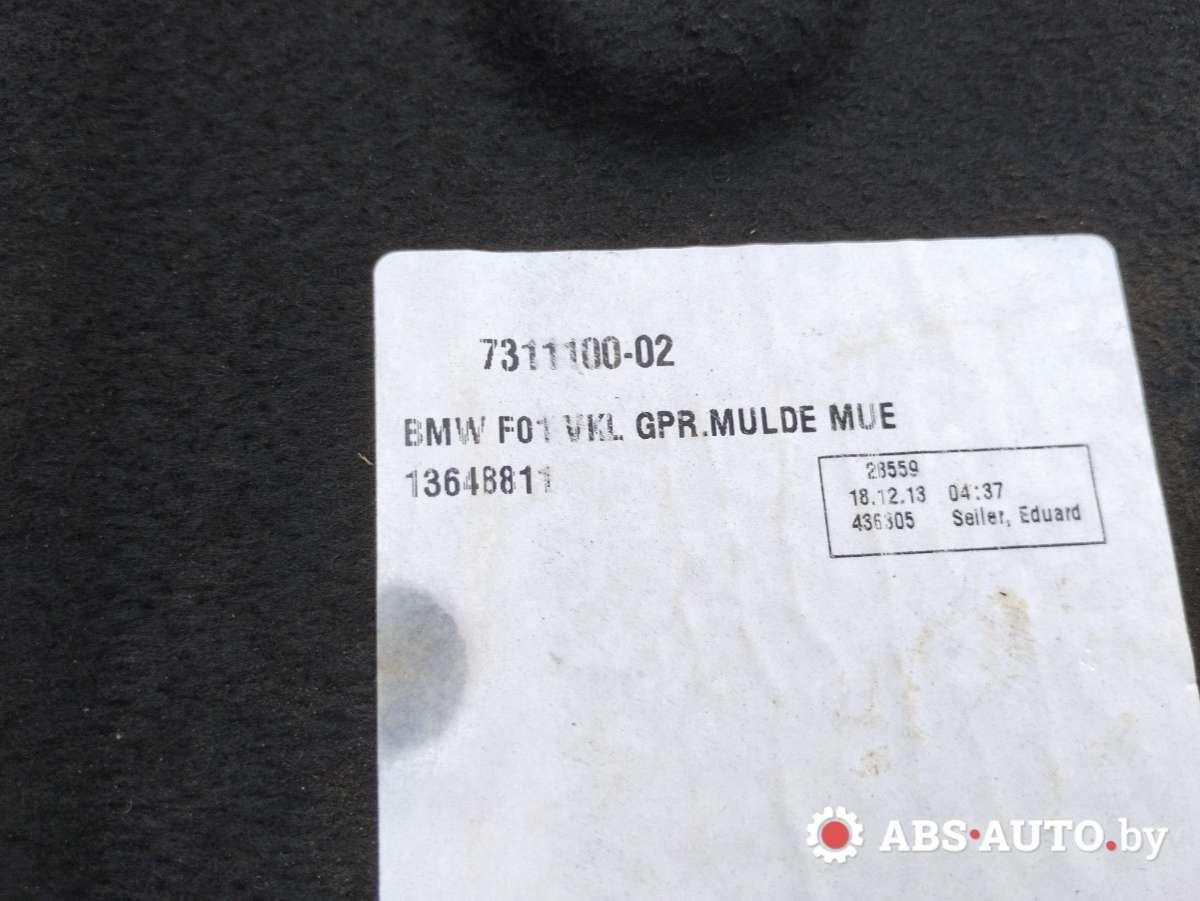 7311100-02
BMW F01 VKL GPR.MULDE MUE
13648811
28559
18.12.13 04:37
436305 Seiler, Eduard
ABS-AUTO.by